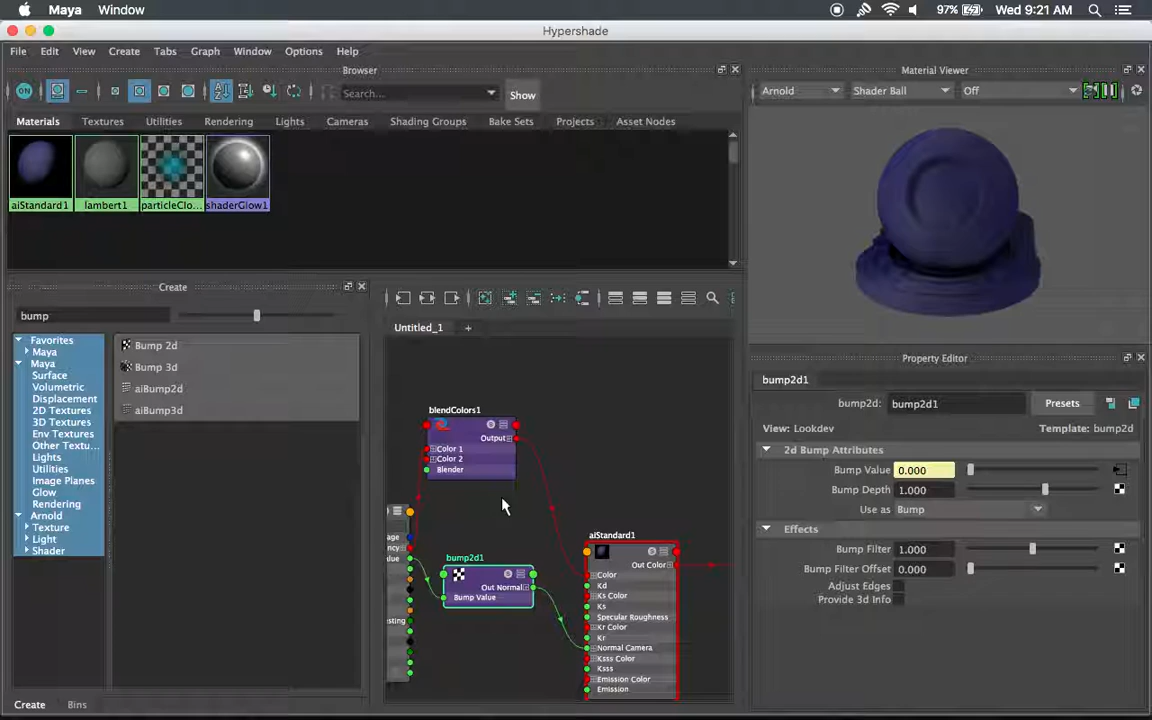 Maya Window 97% Wed 9:21 AM
Hypershade
File Edit View Create Tabs Graph Window Options Help
Browser
ON Search... Show
Materials Textures Utilities Rendering Lights Cameras Shading Groups Bake Sets Projects Asset Nodes
aiStandard1 lambert1 particleClo... shaderGlow1
Material Viewer
Arnold Shader Ball Off
Create
bump
Favorites
Maya
Maya
Surface
Volumetric
Displacement
2D Textures
3D Textures
Env Textures
Other Textu...
Lights
Utilities
Image Planes
Glow
Rendering
Arnold
Texture
Light
Shader
Bump 2d
Bump 3d
aiBump2d
aiBump3d
Create Bins
Untitled_1 +
blendColors1
Output
Color 1
Color 2
Blender
bump2d1
Out Normal
Bump Value
aiStandard1
Out Color
Color
Kd
Ks Color
Ks
Specular Roughness
Kr Color
Kr
Normal Camera
Ksss Color
Ksss
Emission Color
Emission
Property Editor
bump2d1
bump2d: bump2d1 Presets
View: Lookdev Template: bump2d
2d Bump Attributes
Bump Value 0.000
Bump Depth 1.000
Use as Bump
Effects
Bump Filter 1.000
Bump Filter Offset 0.000
Adjust Edges
Provide 3d Info